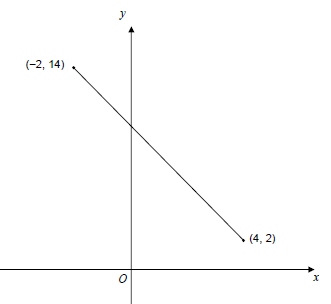 y
(–2, 14)
(4, 2)
O
x